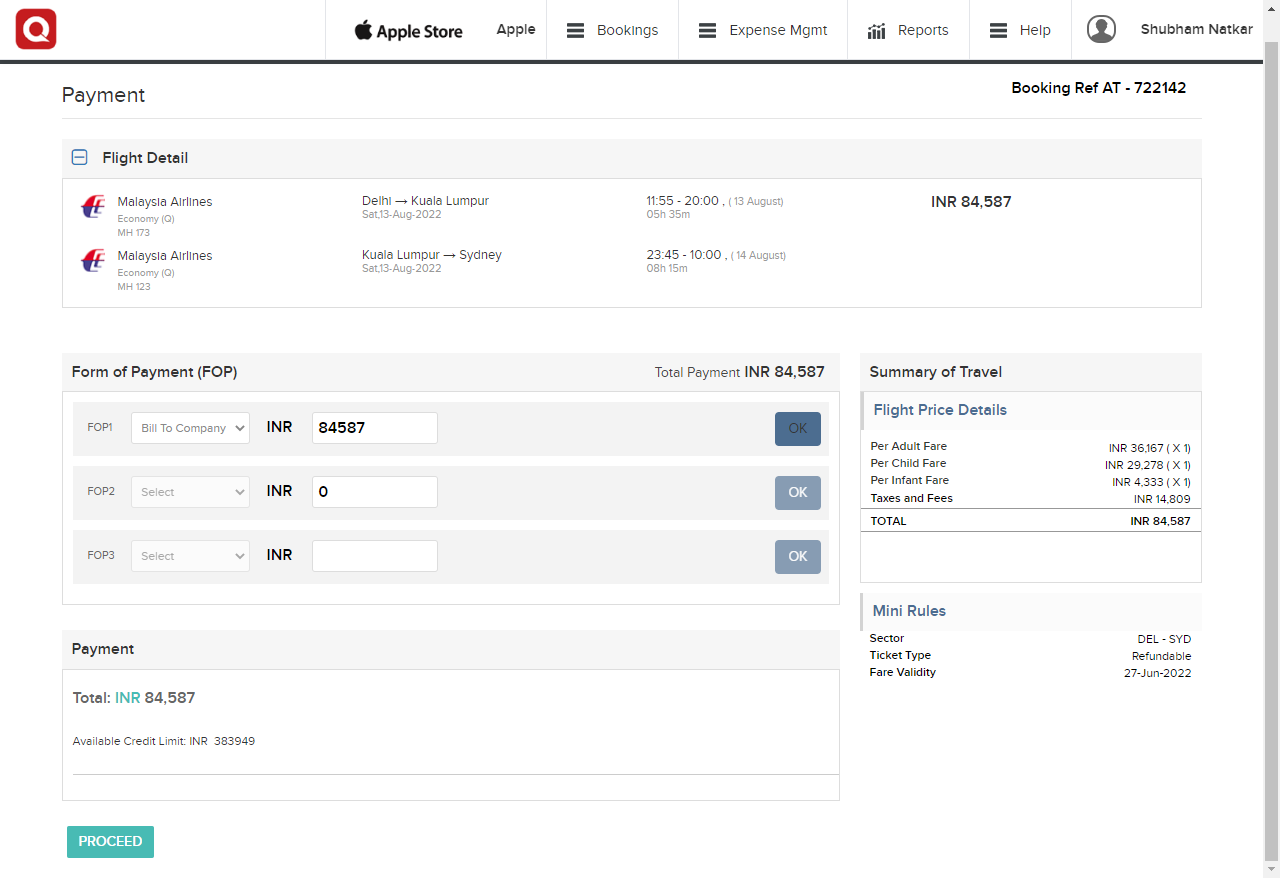 Q Apple Store Apple Bookings Expense Mgmt Reports Help Shubham Natkar
Payment
Booking Ref AT - 722142
Flight Detail
Malaysia Airlines Delhi → Kuala Lumpur 11:55 - 20:00 , ( 13 August) INR 84,587
Economy (Q) Sat,13-Aug-2022 05h 35m
MH 173
Malaysia Airlines Kuala Lumpur → Sydney 23:45 - 10:00 , ( 14 August)
Economy (Q) Sat,13-Aug-2022 08h 15m
MH 123
Form of Payment (FOP) Total Payment INR 84,587
FOP1 Bill To Company INR 84587 OK
FOP2 Select INR 0 OK
FOP3 Select INR OK
Payment
Total: INR 84,587
Available Credit Limit: INR 383949
PROCEED
Summary of Travel
Flight Price Details
Per Adult Fare INR 36,167 ( X 1)
Per Child Fare INR 29,278 ( X 1)
Per Infant Fare INR 4,333 ( X 1)
Taxes and Fees INR 14,809
TOTAL INR 84,587
Mini Rules
Sector DEL - SYD
Ticket Type Refundable
Fare Validity 27-Jun-2022